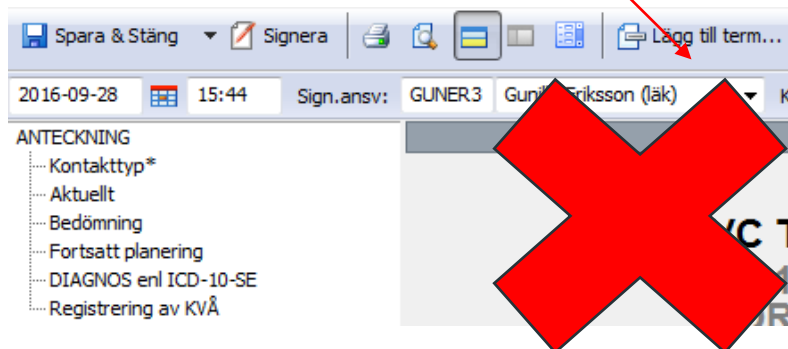 Spara & Stäng Signera Lägg till term...
2016-09-28 15:44 Sign.ansv: GUNER3 Eriksson (läk) K
ANTECKNING
Kontakttyp*
Aktuellt
Bedömning
Fortsatt planering
DIAGNOS enl ICD-10-SE
Registrering av KVÅ